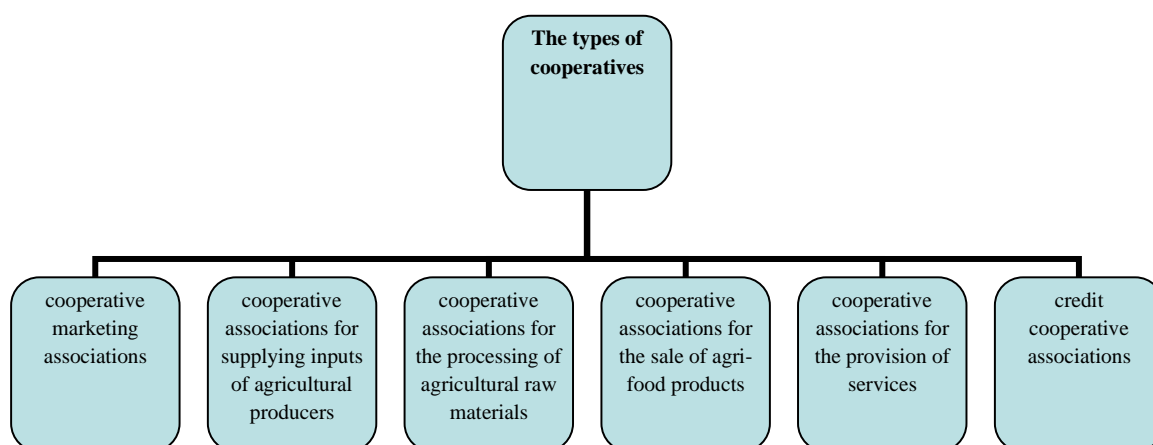 The types of
cooperatives
cooperative
marketing
associations
cooperative
associations for
supplying inputs
of agricultural
producers
cooperative
associations for
the processing of
agricultural raw
materials
cooperative
associations for
the sale of agri-
food products
cooperative
associations for
the provision of
services
credit
cooperative
associations